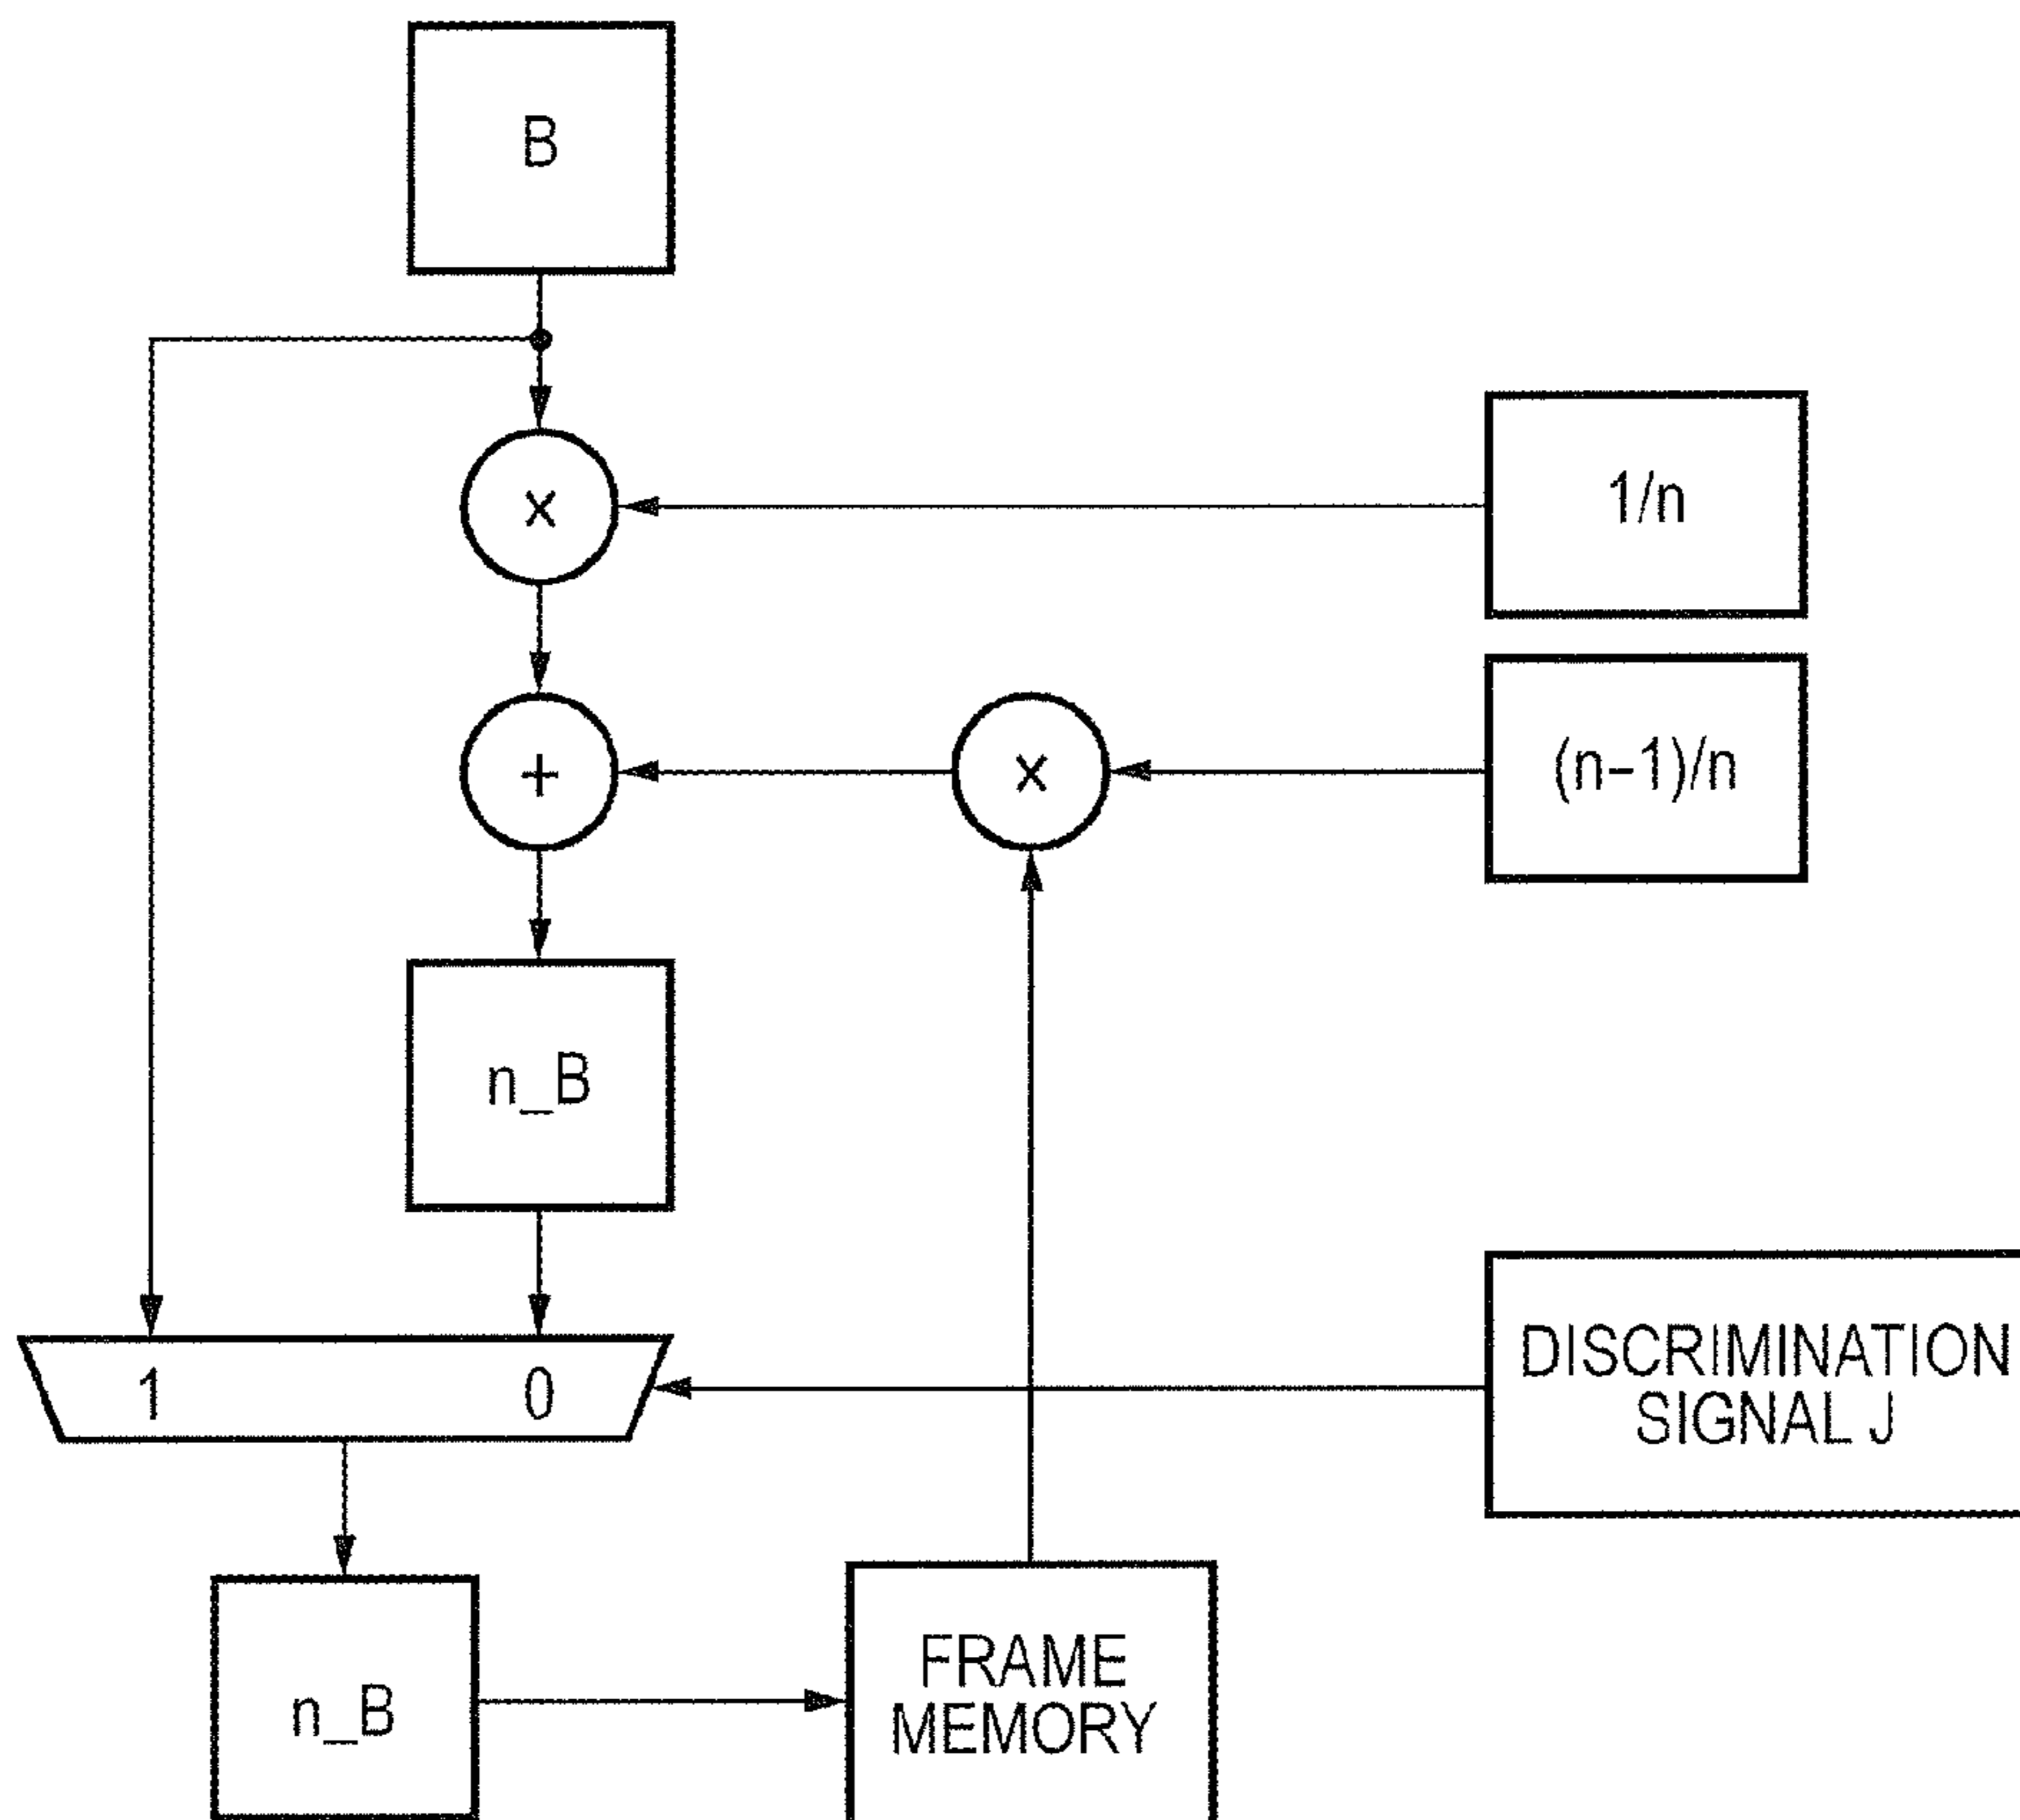 B
x
1/n
+
x
(n-1)/n
n_B
1
0
DISCRIMINATION
SIGNAL J
n_B
FRAME
MEMORY